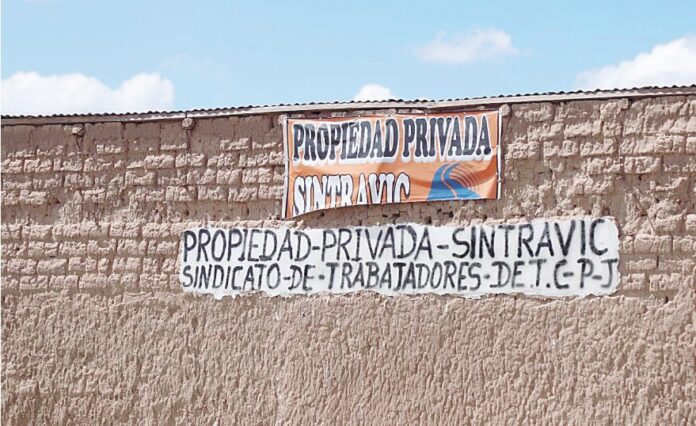 PROPIEDAD PRIVADA
SINTRAVIC
PROPIEDAD-PRIVADA-SINTRAVIC
SINDICATO-DE-TRABAJADORES-DE T.C-P-J